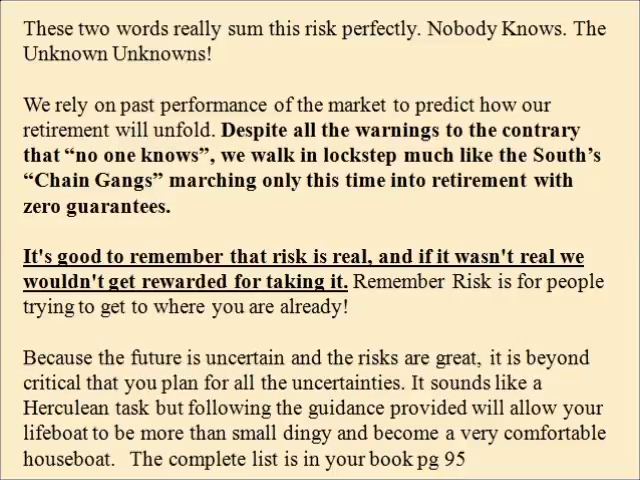 These two words really sum this risk perfectly. Nobody Knows. The
Unknown Unknowns!
We rely on past performance of the market to predict how our
retirement will unfold. Despite all the warnings to the contrary
that “no one knows”, we walk in lockstep much like the South’s
“Chain Gangs” marching only this time into retirement with
zero guarantees.
It's good to remember that risk is real, and if it wasn't real we
wouldn't get rewarded for taking it. Remember Risk is for people
trying to get to where you are already!
Because the future is uncertain and the risks are great, it is beyond
critical that you plan for all the uncertainties. It sounds like a
Herculean task but following the guidance provided will allow your
lifeboat to be more than small dingy and become a very comfortable
houseboat. The complete list is in your book pg 95